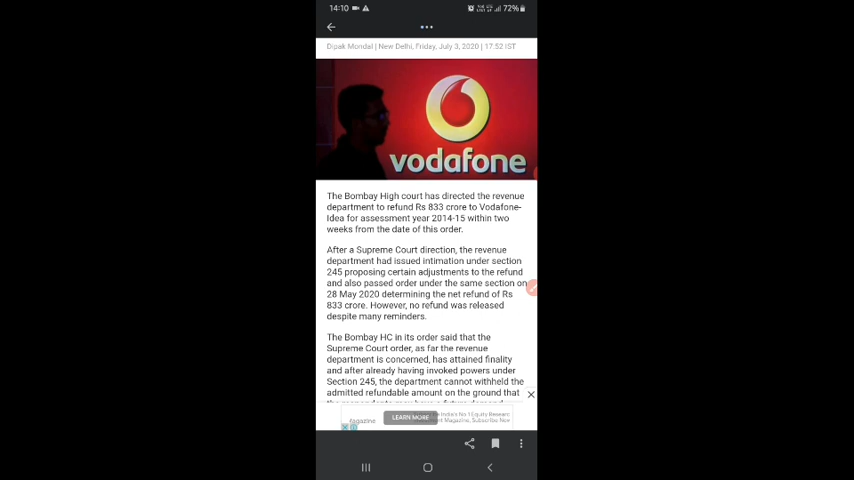 14:10
72%
Dipak Mondal | New Delhi, Friday, July 3, 2020 | 17:52 IST
vodafone
The Bombay High court has directed the revenue
department to refund Rs 833 crore to Vodafone-
Idea for assessment year 2014-15 within two
weeks from the date of this order.
After a Supreme Court direction, the revenue
department had issued intimation under section
245 proposing certain adjustments to the refund
and also passed order under the same section on
28 May 2020 determining the net refund of Rs
833 crore. However, no refund was released
despite many reminders.
The Bombay HC in its order said that the
Supreme Court order, as far the revenue
department is concerned, has attained finality
and after already having invoked powers under
Section 245, the department cannot withheld the
admitted refundable amount on the ground that
LEARN MORE